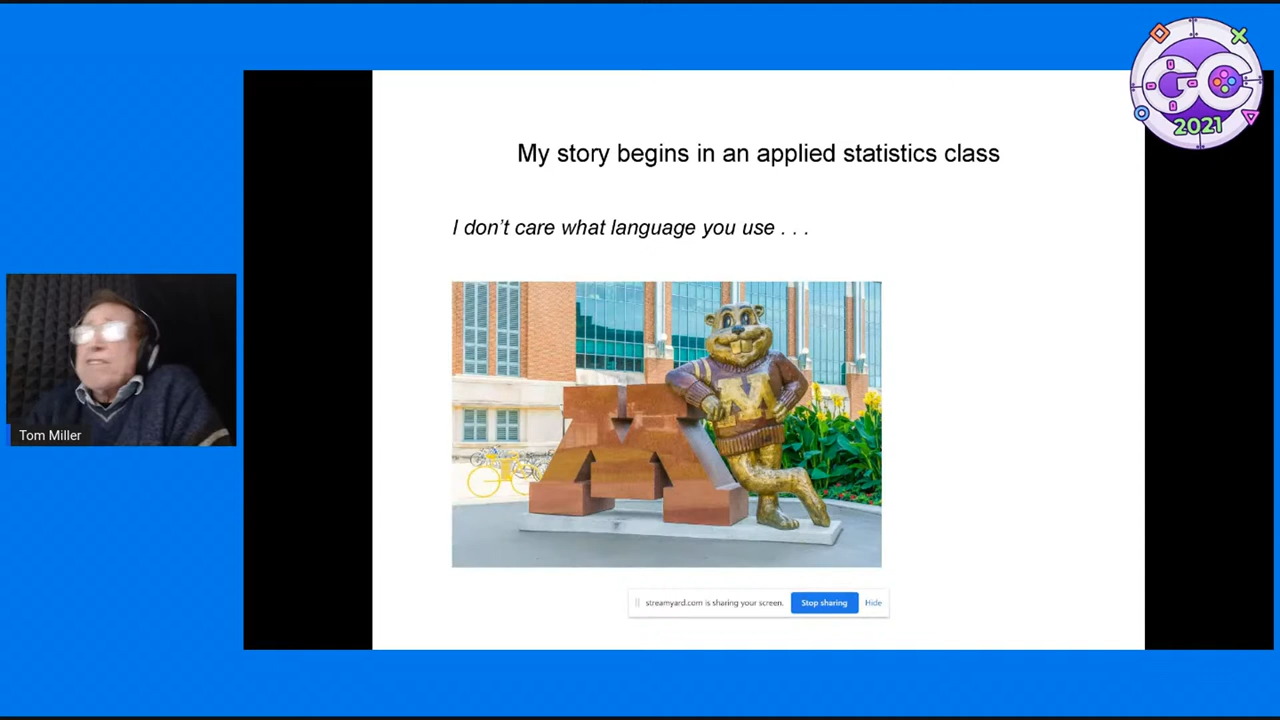 GC
2021
My story begins in an applied statistics class
I don't care what language you use . . .
M
M
Tom Miller
streamyard.com is sharing your screen.
Stop sharing
Hide